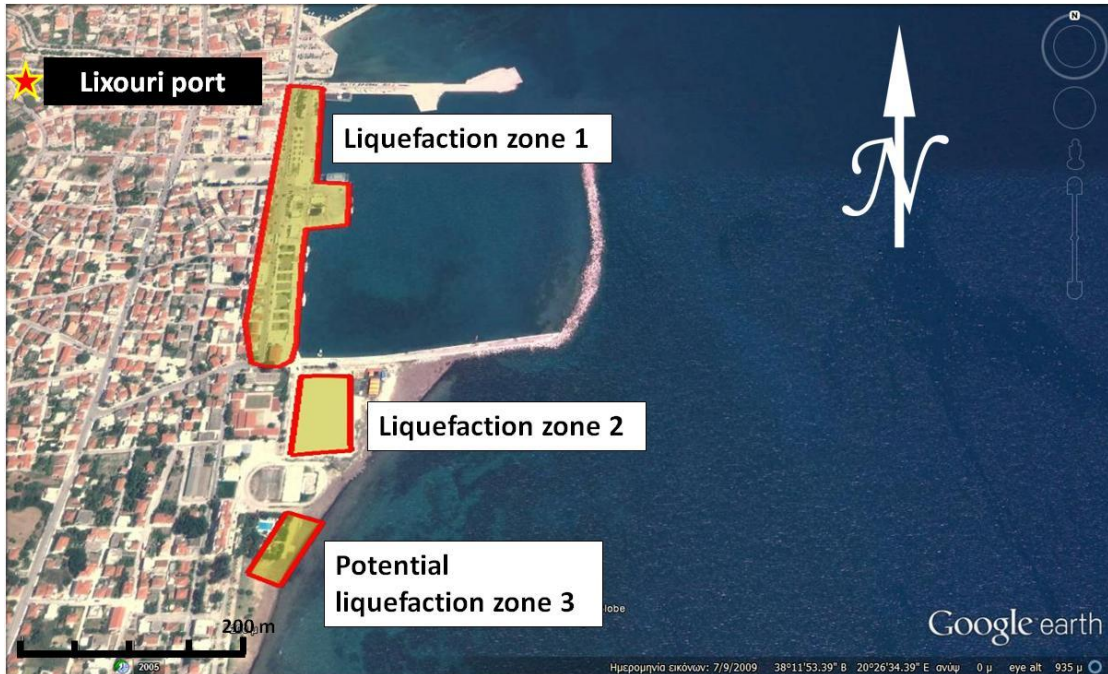 N
Lixouri port
Liquefaction zone 1
N
Liquefaction zone 2
Potential
liquefaction zone 3
200 m
lobe
Google earth
2005
Ημερομηνία εικόνων: 7/9/2009 38°11'53.39" Β 20°26'34.39" Ε ανύψ 0 μ eye alt 935 μ